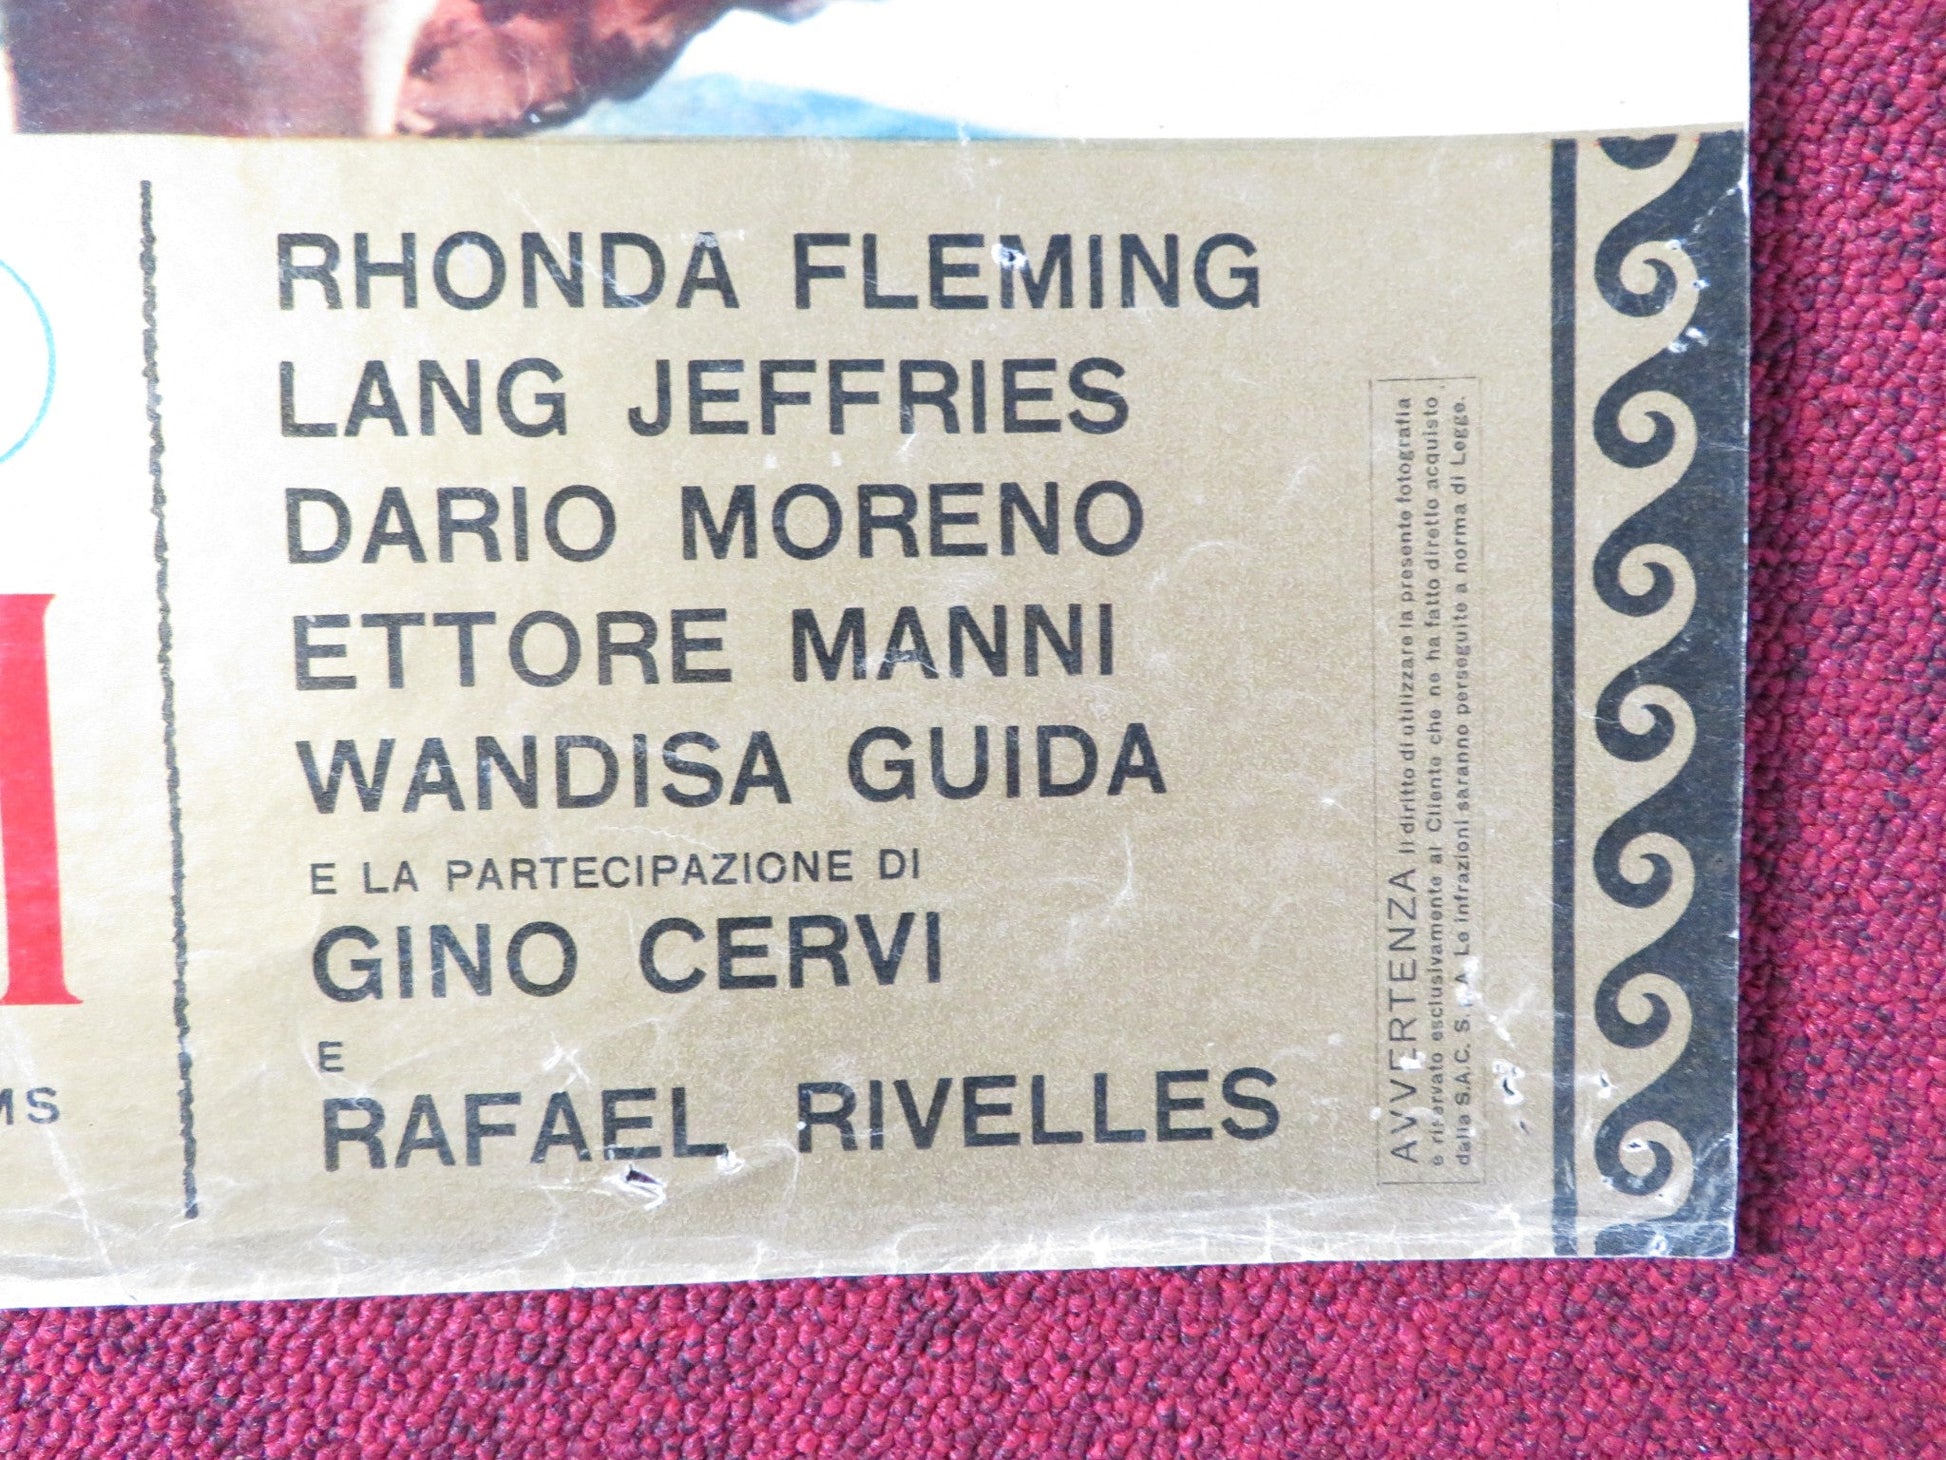 RHONDA FLEMING
LANG JEFFRIES
DARIO MORENO
ETTORE MANNI
WANDISA GUIDA
E LA PARTECIPAZIONE DI
GINO CERVI
E
RAFAEL RIVELLES
MS
AVVERTENZA Il diritto di utilizzare la presente fotografia
e riservato esclusivamente al Cliente che ne ha fatto diretto acquisto
dalla S.A.C. S. A. Le infrazioni saranno perseguite a norma di Legge.